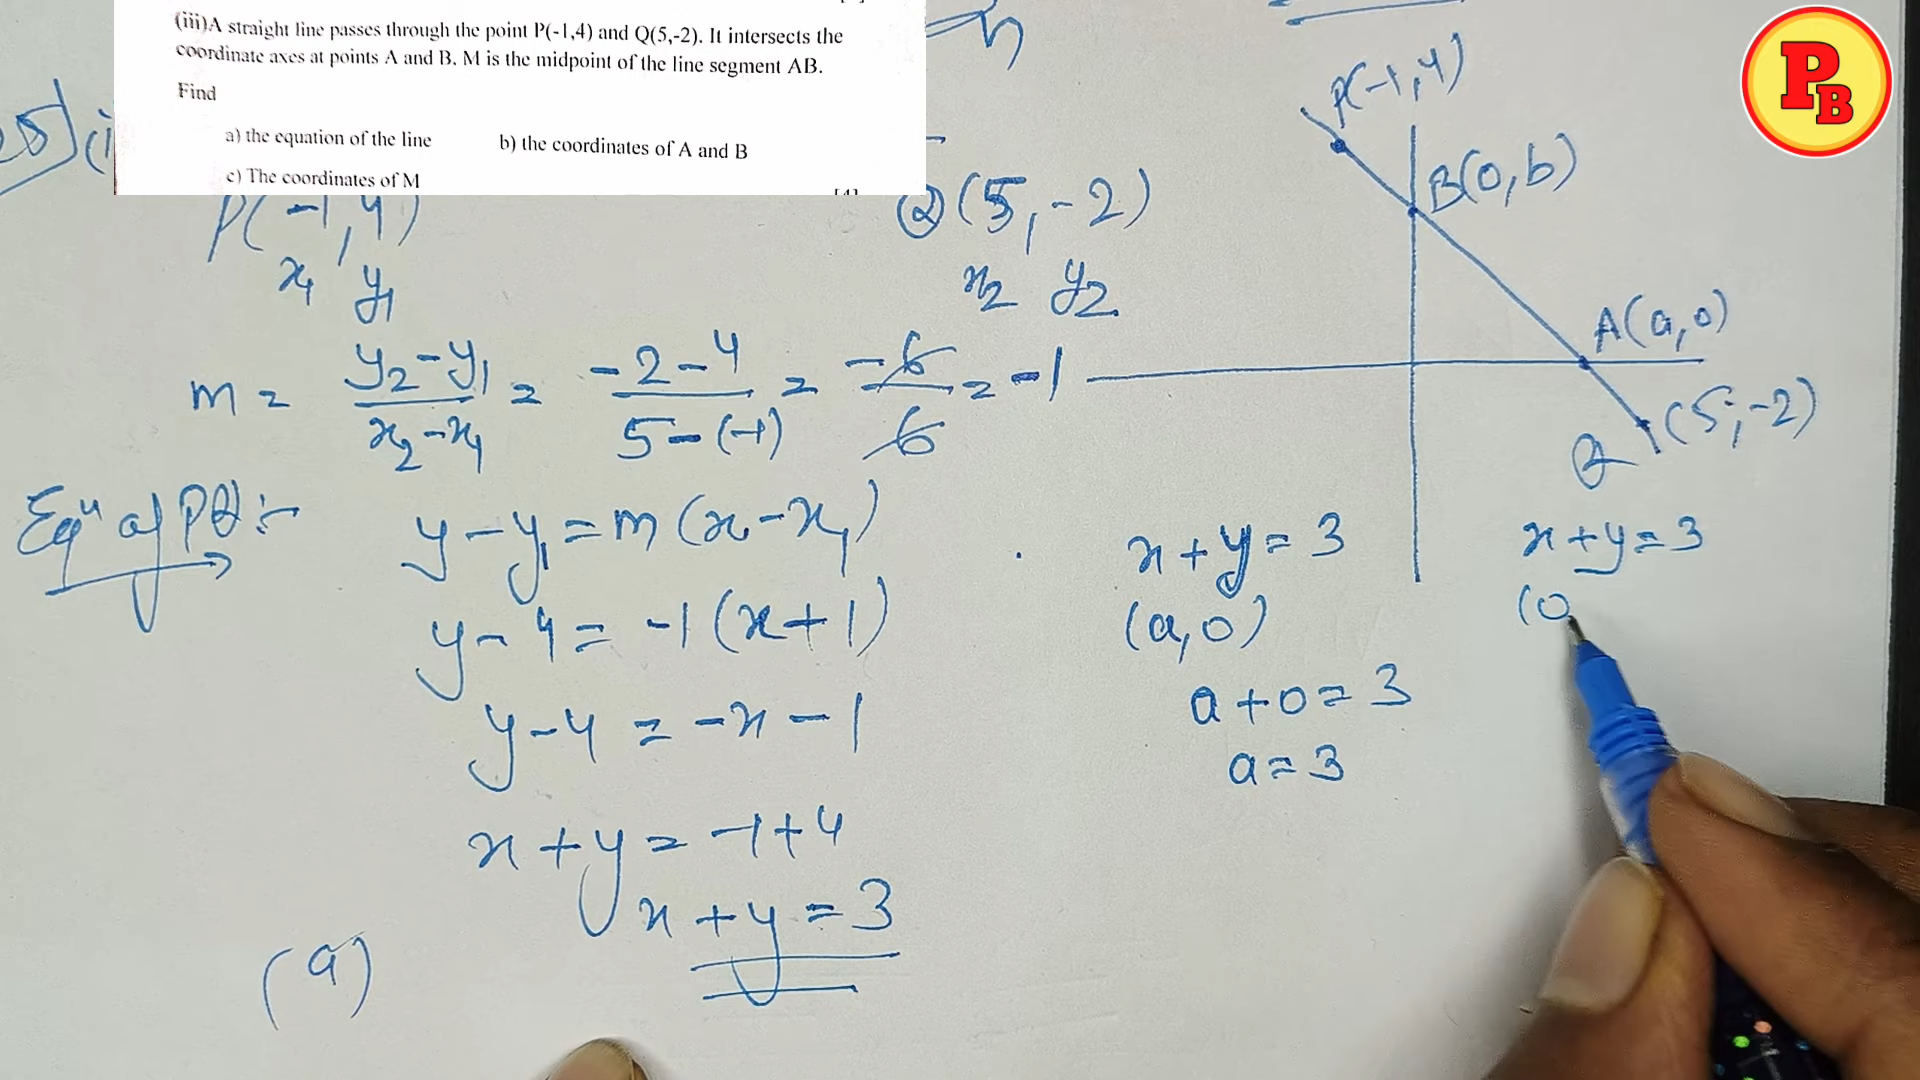 (iii)A straight line passes through the point P(-1,4) and Q(5,-2). It intersects the
coordinate axes at points A and B. M is the midpoint of the line segment AB.
Find
a) the equation of the line b) the coordinates of A and B
c) The coordinates of M
P(-1,4) Q(5,-2)
x1 y1 x2 y2
m = y2-y1/x2-x1 = -2-4/5-(-1) = -6/6 = -1
Eqn of PQ:-
y-y1 = m(x-x1)
y-4 = -1(x+1)
y-4 = -x-1
x+y = -1+4
x+y = 3
(a)
P(-1,4)
B(0,b)
A(a,0)
Q (5,-2)
x+y=3
(a,0)
a+0=3
a=3
x+y=3
(0,
PB